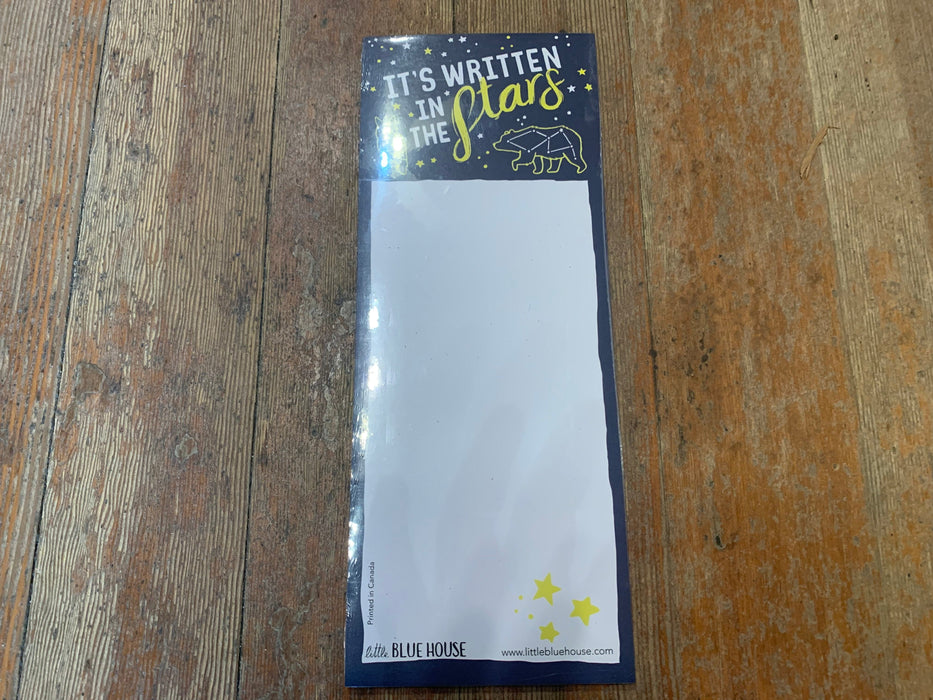 IT'S WRITTEN
IN
THE Stars
Printed in Canada
little BLUE HOUSE
www.littlebluehouse.com